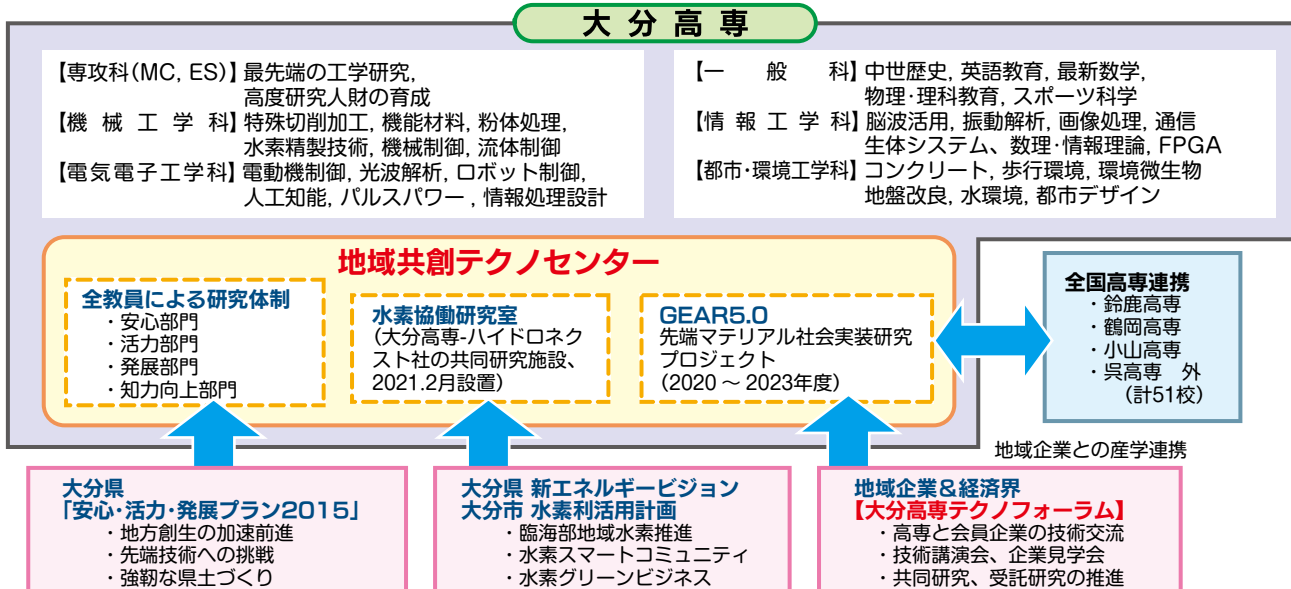 大分高専
【専攻科(MC, ES)】最先端の工学研究,
高度研究人財の育成
【機械工学科】特殊切削加工, 機能材料, 粉体処理,
水素精製技術, 機械制御, 流体制御
【電気電子工学科】電動機制御, 光波解析, ロボット制御,
人工知能, パルスパワー , 情報処理設計
【一般科】中世歴史, 英語教育, 最新数学,
物理・理科教育, スポーツ科学
【情報工学科】脳波活用, 振動解析, 画像処理, 通信
生体システム、数理・情報理論, FPGA
【都市・環境工学科】コンクリート, 歩行環境, 環境微生物
地盤改良, 水環境, 都市デザイン
地域共創テクノセンター
全教員による研究体制
・安心部門
・活力部門
・発展部門
・知力向上部門
水素協働研究室
(大分高専-ハイドロネク
スト社の共同研究施設、
2021.2月設置)
GEAR5.0
先端マテリアル社会実装研究
プロジェクト
(2020 ～ 2023年度)
全国高専連携
・鈴鹿高専
・鶴岡高専
・小山高専
・呉高専 外
(計51校)
地域企業との産学連携
大分県
「安心・活力・発展プラン2015」
・地方創生の加速前進
・先端技術への挑戦
・強靭な県土づくり
大分県 新エネルギービジョン
大分市 水素利活用計画
・臨海部地域水素推進
・水素スマートコミュニティ
・水素グリーンビジネス
地域企業&経済界
【大分高専テクノフォーラム】
・高専と会員企業の技術交流
・技術講演会、企業見学会
・共同研究、受託研究の推進